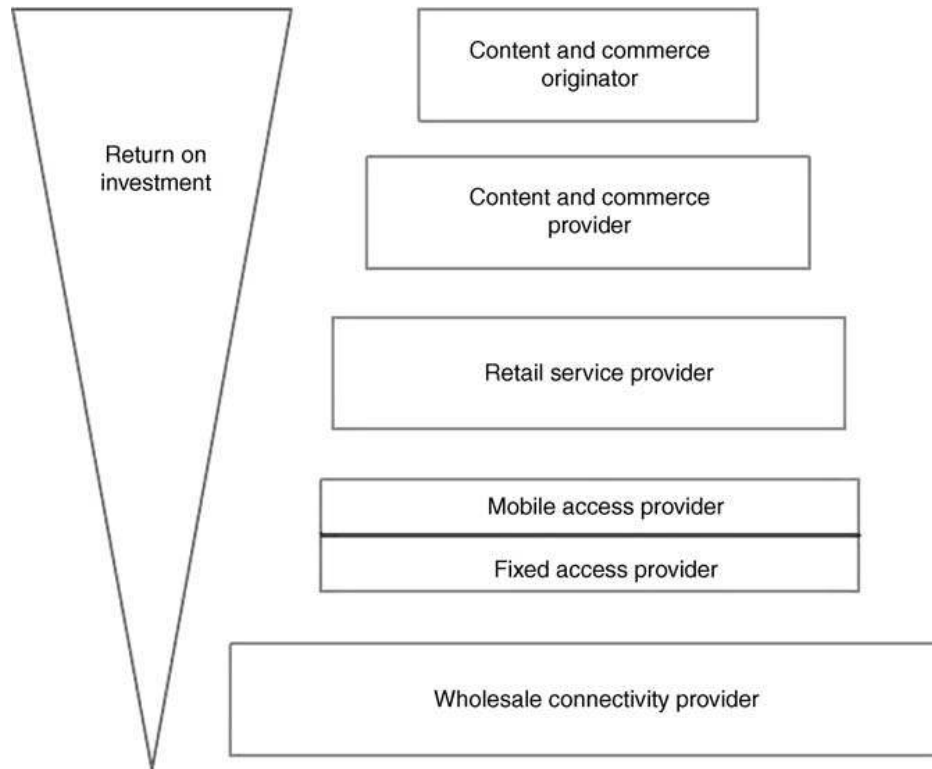 Content and commerce
originator
Return on
investment
Content and commerce
provider
Retail service provider
Mobile access provider
Fixed access provider
Wholesale connectivity provider